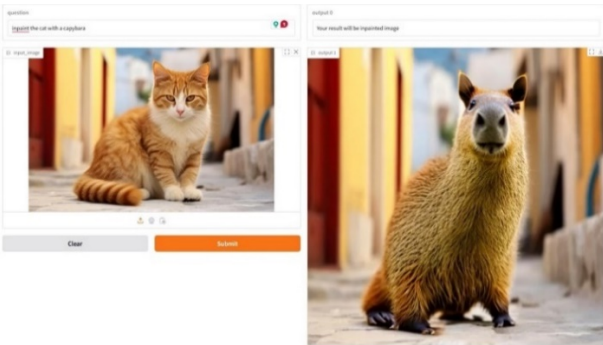 question
inpaint the cat with a capybara
input_image
Clear
Submit
output 0
Your result will be inpainted image
output 1